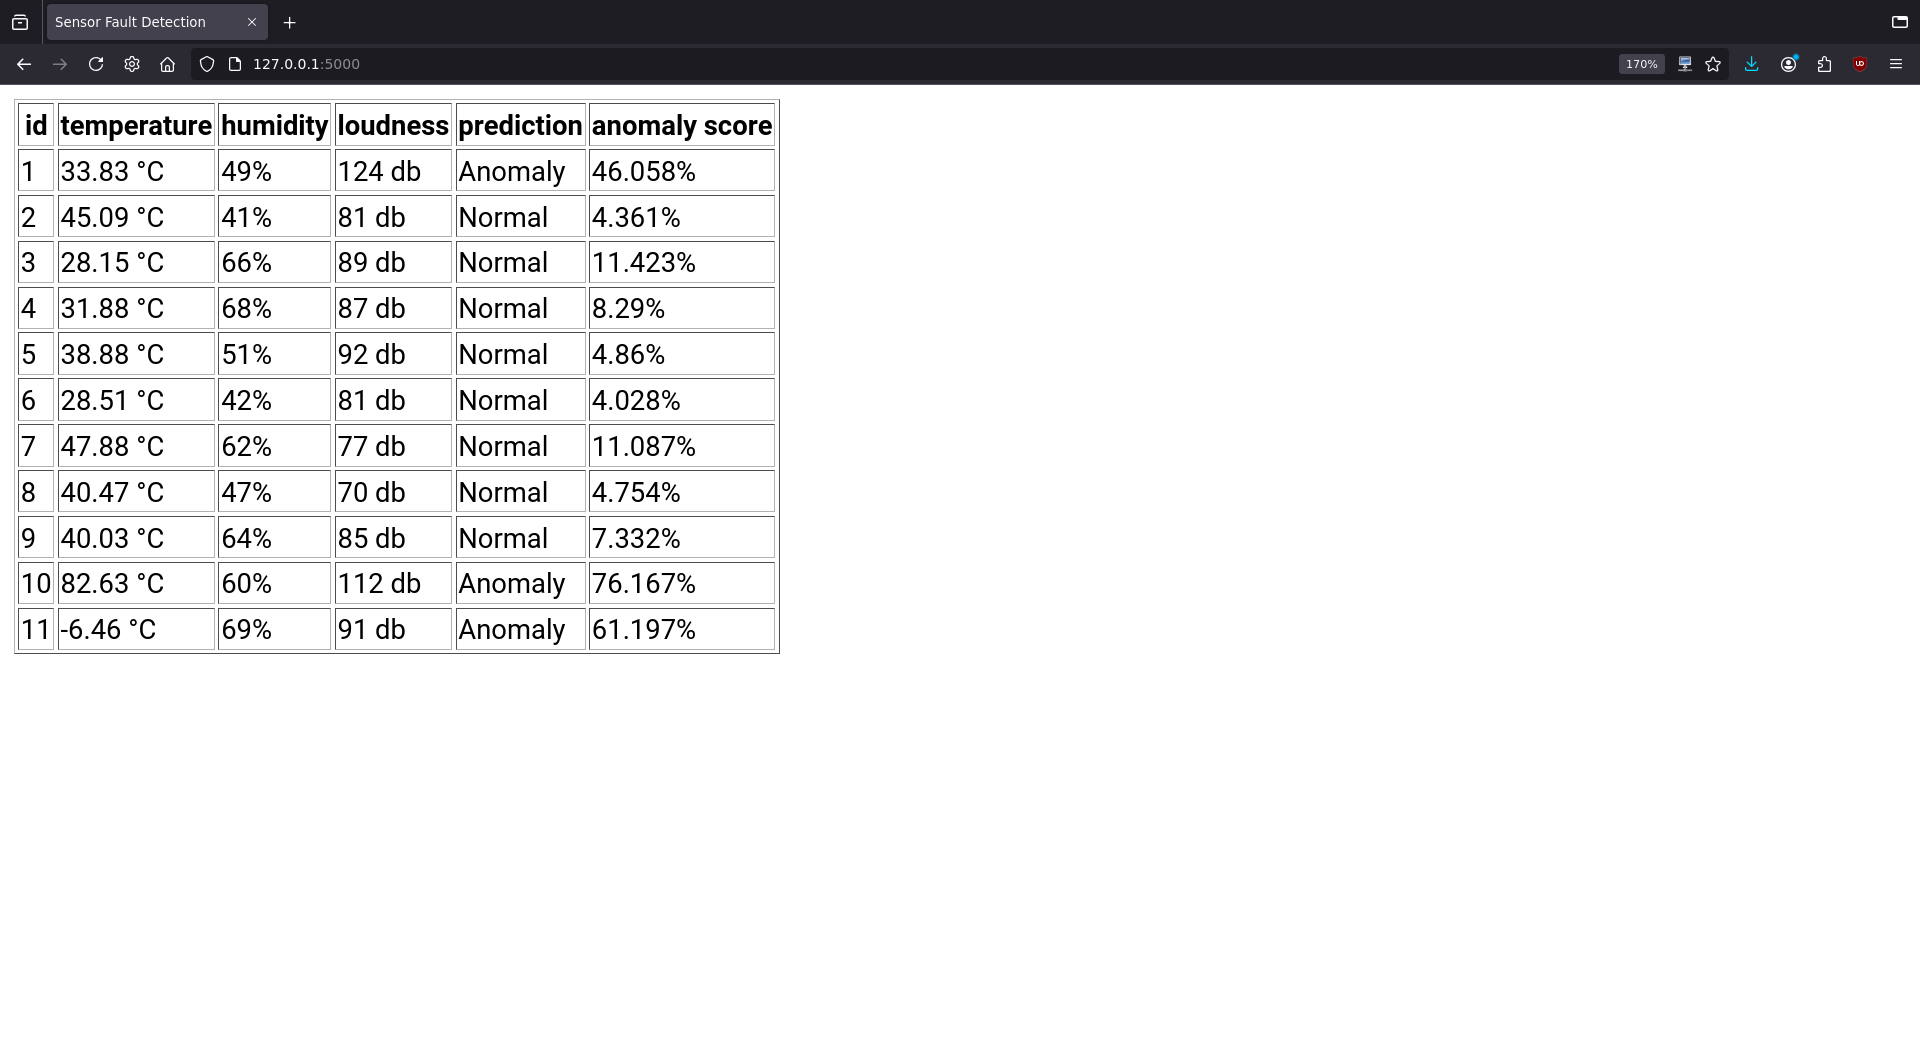 Sensor Fault Detection
127.0.0.1:5000
170%
id temperature humidity loudness prediction anomaly score
1 33.83 °C 49% 124 db Anomaly 46.058%
2 45.09 °C 41% 81 db Normal 4.361%
3 28.15 °C 66% 89 db Normal 11.423%
4 31.88 °C 68% 87 db Normal 8.29%
5 38.88 °C 51% 92 db Normal 4.86%
6 28.51 °C 42% 81 db Normal 4.028%
7 47.88 °C 62% 77 db Normal 11.087%
8 40.47 °C 47% 70 db Normal 4.754%
9 40.03 °C 64% 85 db Normal 7.332%
10 82.63 °C 60% 112 db Anomaly 76.167%
11 -6.46 °C 69% 91 db Anomaly 61.197%